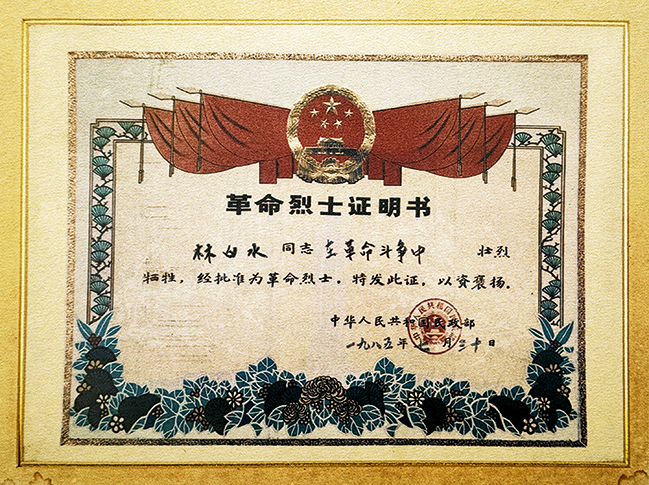 革命烈士证明书
林白水 同志 在革命斗争中 壮烈
牺牲，经批准为革命烈士，特发此证，以资褒扬。
中华人民共和国民政部
一九八五年 月三十日